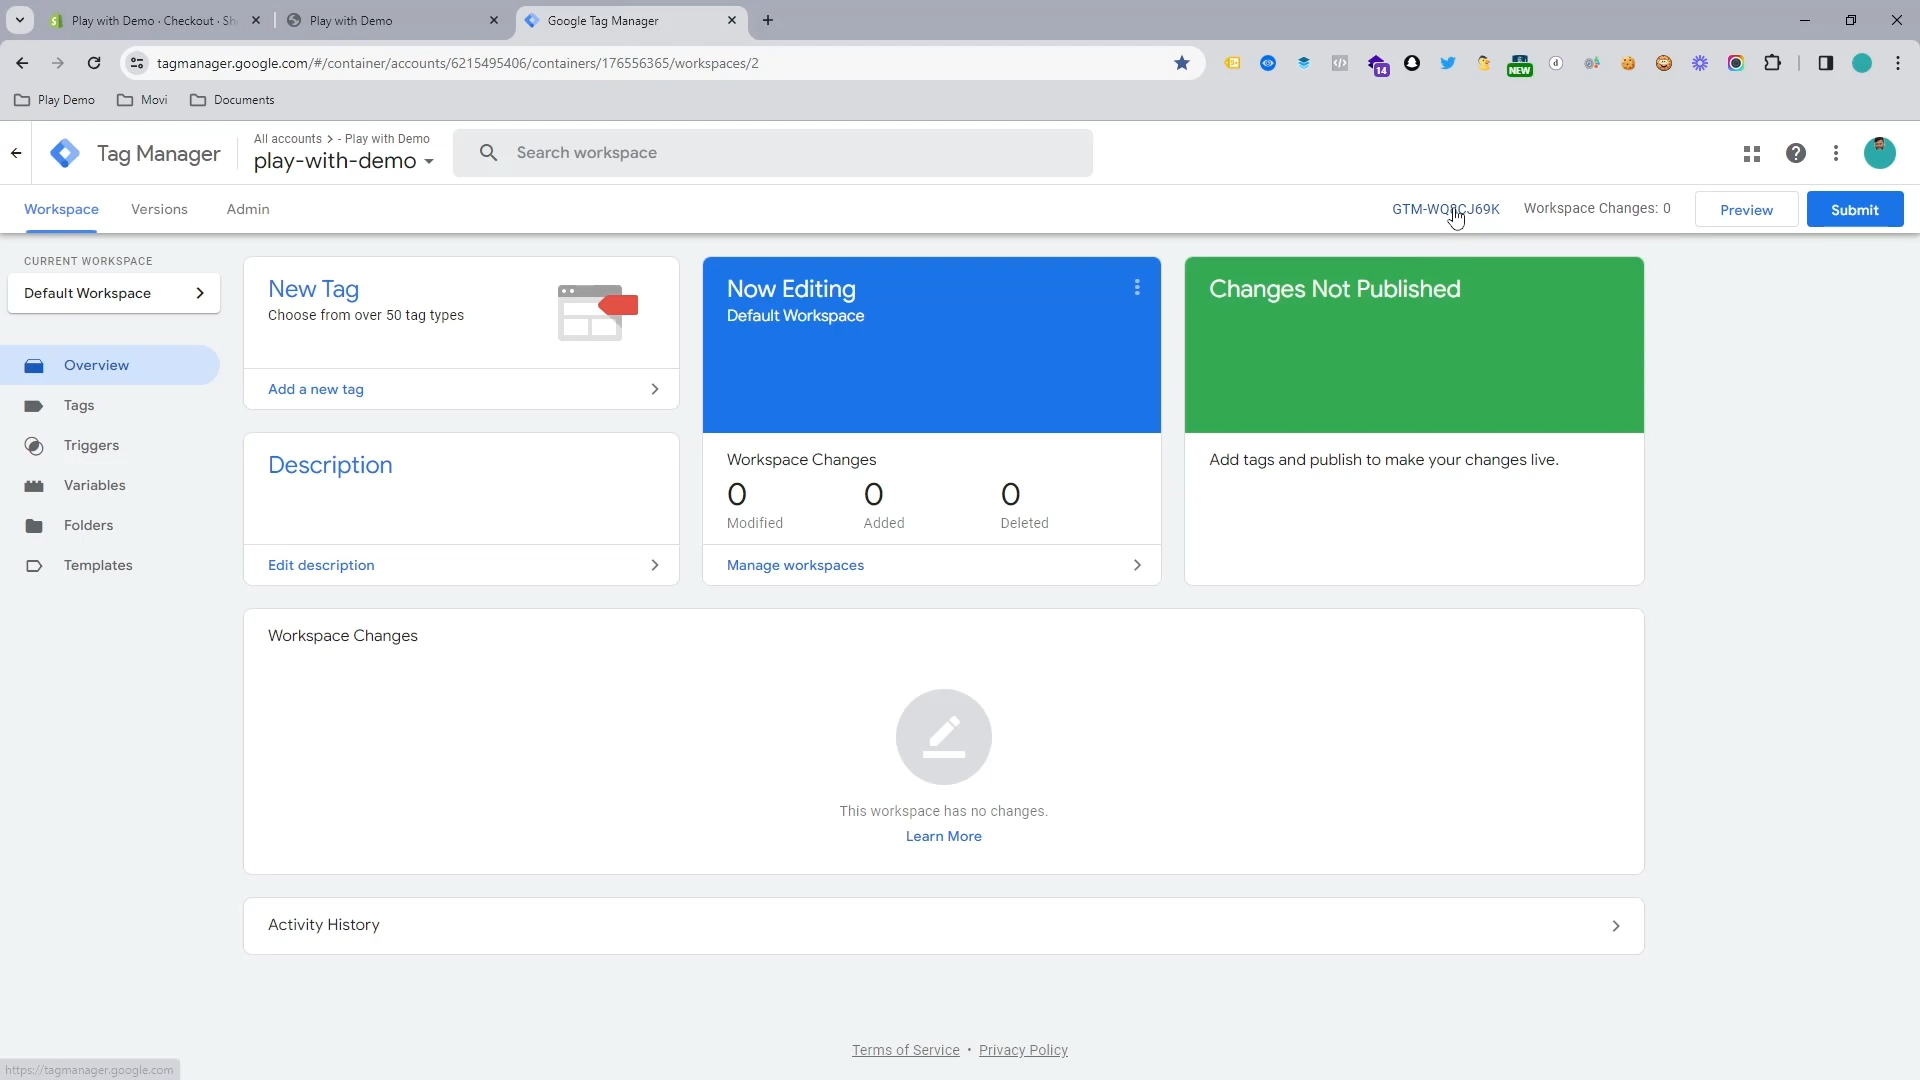 Play with Demo · Checkout · Sh
Play with Demo
Google Tag Manager
tagmanager.google.com/#/container/accounts/6215495406/containers/176556365/workspaces/2
14
NEW
Play Demo
Movi
Documents
Tag Manager
All accounts > - Play with Demo
play-with-demo
Search workspace
Workspace
Versions
Admin
Workspace Changes: 0
Preview
Submit
CURRENT WORKSPACE
Default Workspace
Overview
Tags
Triggers
Variables
Folders
Templates
New Tag
Choose from over 50 tag types
Add a new tag
Description
Edit description
Now Editing
Default Workspace
Workspace Changes
0 0 0
Modified Added Deleted
Manage workspaces
Changes Not Published
Add tags and publish to make your changes live.
Workspace Changes
This workspace has no changes.
Learn More
Activity History
Terms of Service • Privacy Policy
https://tagmanager.google.com